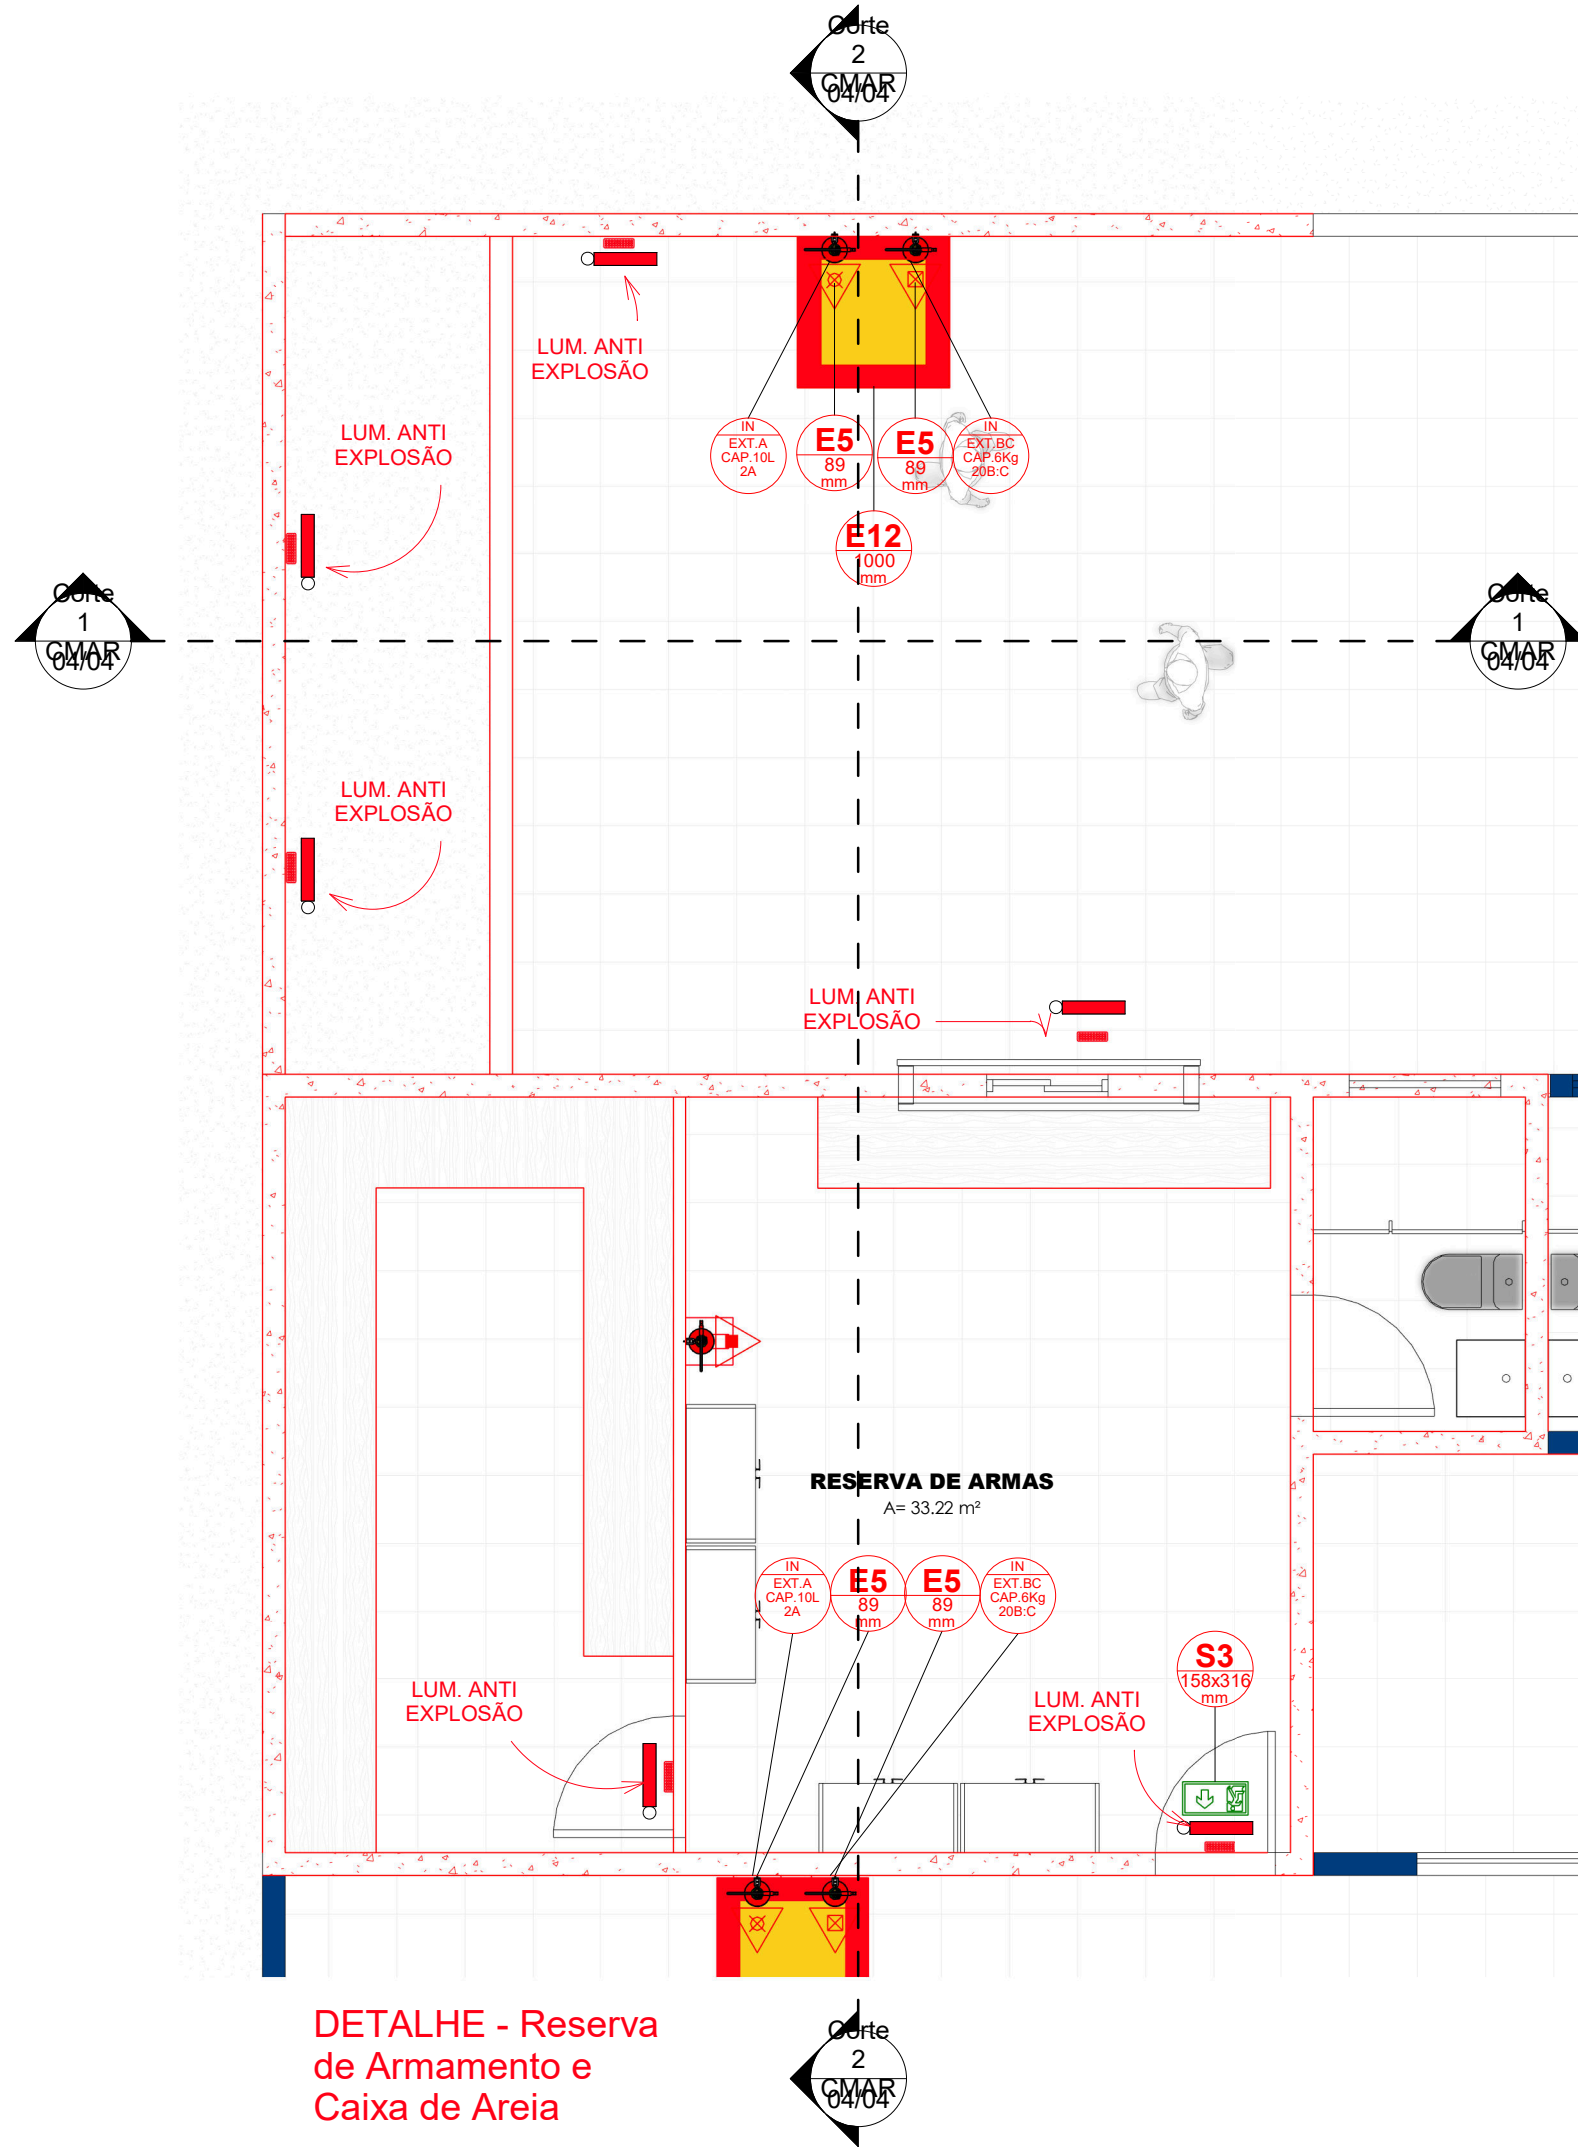 Corte
2
CMAR
04/04
LUM. ANTI
EXPLOSÃO
LUM. ANTI
EXPLOSÃO
IN
EXT.A
CAP.10L
2A
E5
89
mm
E5
89
mm
IN
EXT.BC
CAP.6Kg
20B:C
E12
1000
mm
Corte
1
CMAR
04/04
Corte
1
CMAR
04/04
LUM. ANTI
EXPLOSÃO
LUM. ANTI
EXPLOSÃO
RESERVA DE ARMAS
A= 33.22 m²
IN
EXT.A
CAP.10L
2A
E5
89
mm
E5
89
mm
IN
EXT.BC
CAP.6Kg
20B:C
S3
158x316
mm
LUM. ANTI
EXPLOSÃO
LUM. ANTI
EXPLOSÃO
DETALHE - Reserva
de Armamento e
Caixa de Areia
Corte
2
CMAR
04/04